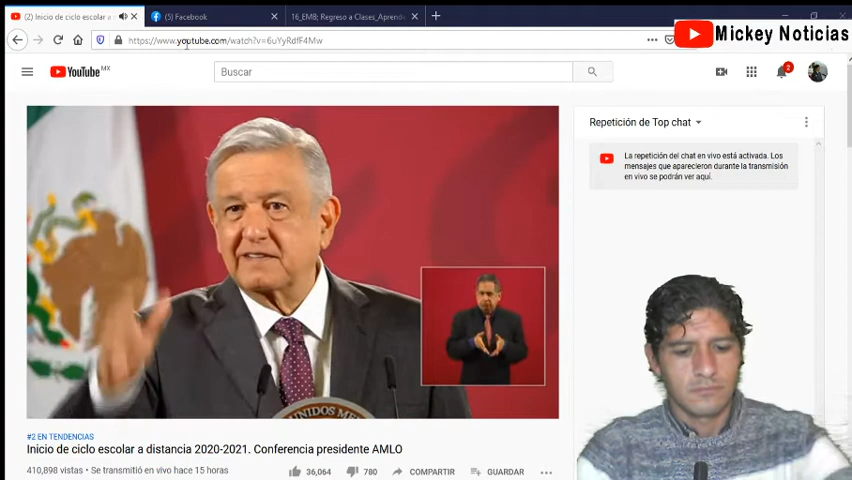 Inicio de ciclo escolar a
(5) Facebook
16_EM8; Regreso a Clases_Aprend
https://www.youtube.com/watch?v=6uYyRdfF4Mw
Mickey Noticias
YouTube MX
Buscar
2
Repetición de Top chat
La repetición del chat en vivo está activada. Los
mensajes que aparecieron durante la transmisión
en vivo se podrán ver aquí.
UNIDOS
#2 EN TENDENCIAS
Inicio de ciclo escolar a distancia 2020-2021. Conferencia presidente AMLO
410,898 vistas • Se transmitió en vivo hace 15 horas
36,064
780
COMPARTIR
GUARDAR